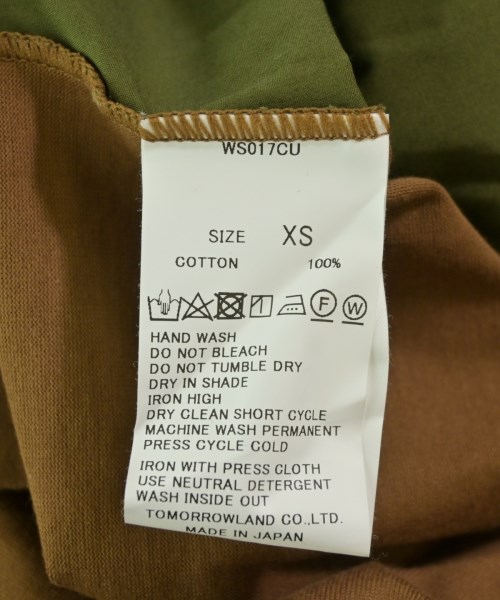 WS017CU
SIZE XS
COTTON 100%
F W
HAND WASH
DO NOT BLEACH
DO NOT TUMBLE DRY
DRY IN SHADE
IRON HIGH
DRY CLEAN SHORT CYCLE
MACHINE WASH PERMANENT
PRESS CYCLE COLD
IRON WITH PRESS CLOTH
USE NEUTRAL DETERGENT
WASH INSIDE OUT
TOMORROWLAND CO.,LTD.
MADE IN JAPAN